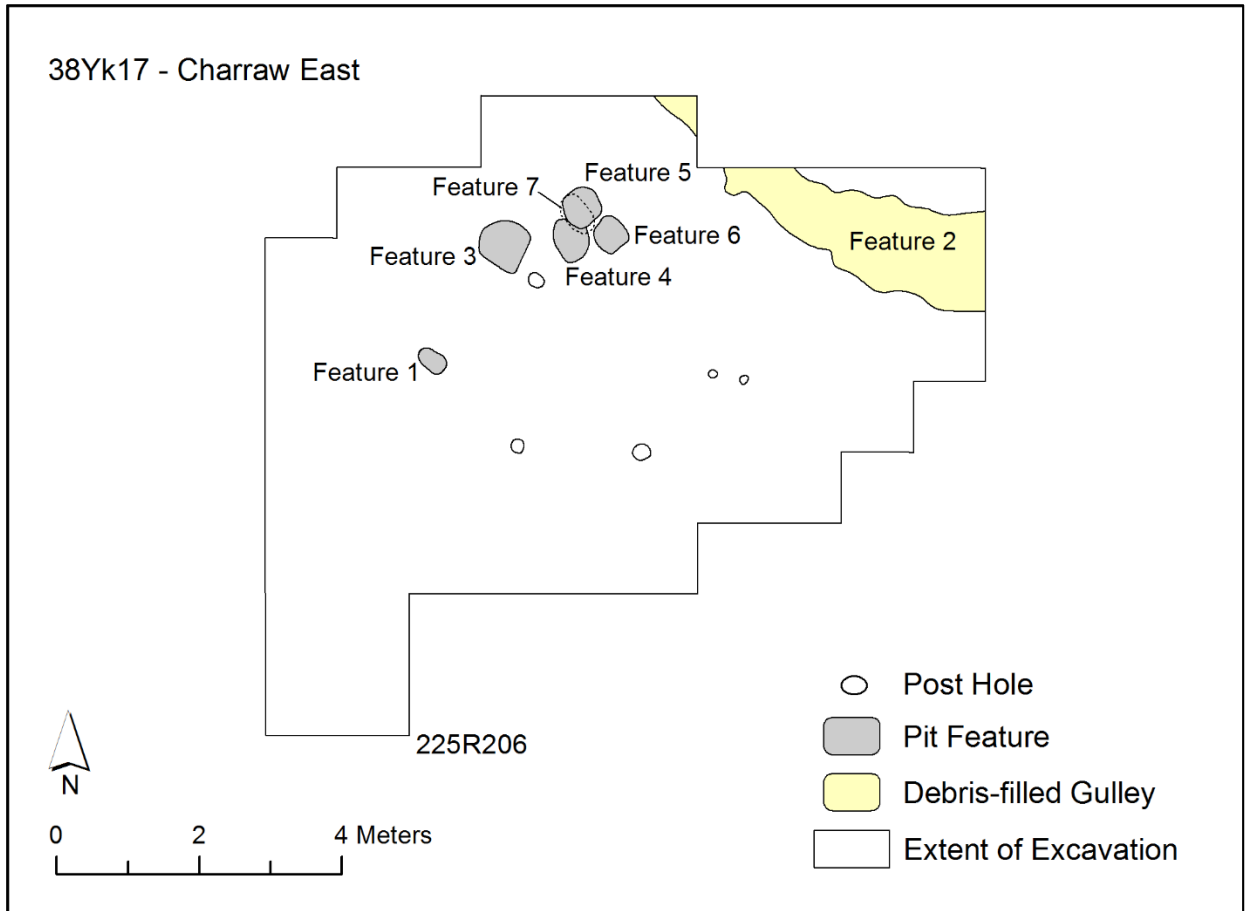 38Yk17 - Charraw East
Feature 5
Feature 7
Feature 6
Feature 2
Feature 3
Feature 4
Feature 1
225R206
N
0 2 4 Meters
Post Hole
Pit Feature
Debris-filled Gulley
Extent of Excavation